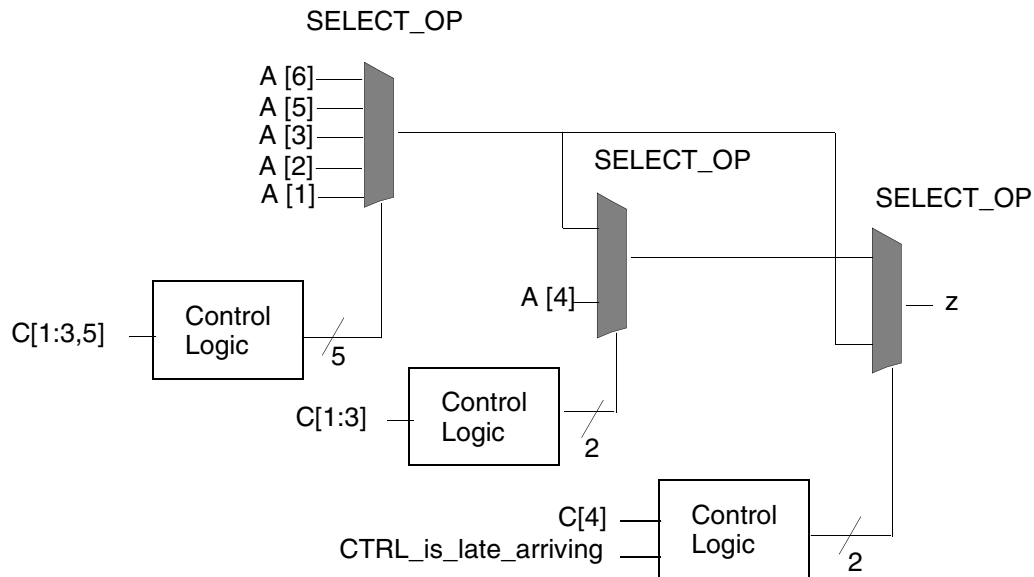 SELECT_OP
A [6]
A [5]
A [3]
A [2]
A [1]
SELECT_OP
SELECT_OP
A [4]
z
C[1:3,5]
Control
Logic
5
C[1:3]
Control
Logic
2
C[4]
CTRL_is_late_arriving
Control
Logic
2